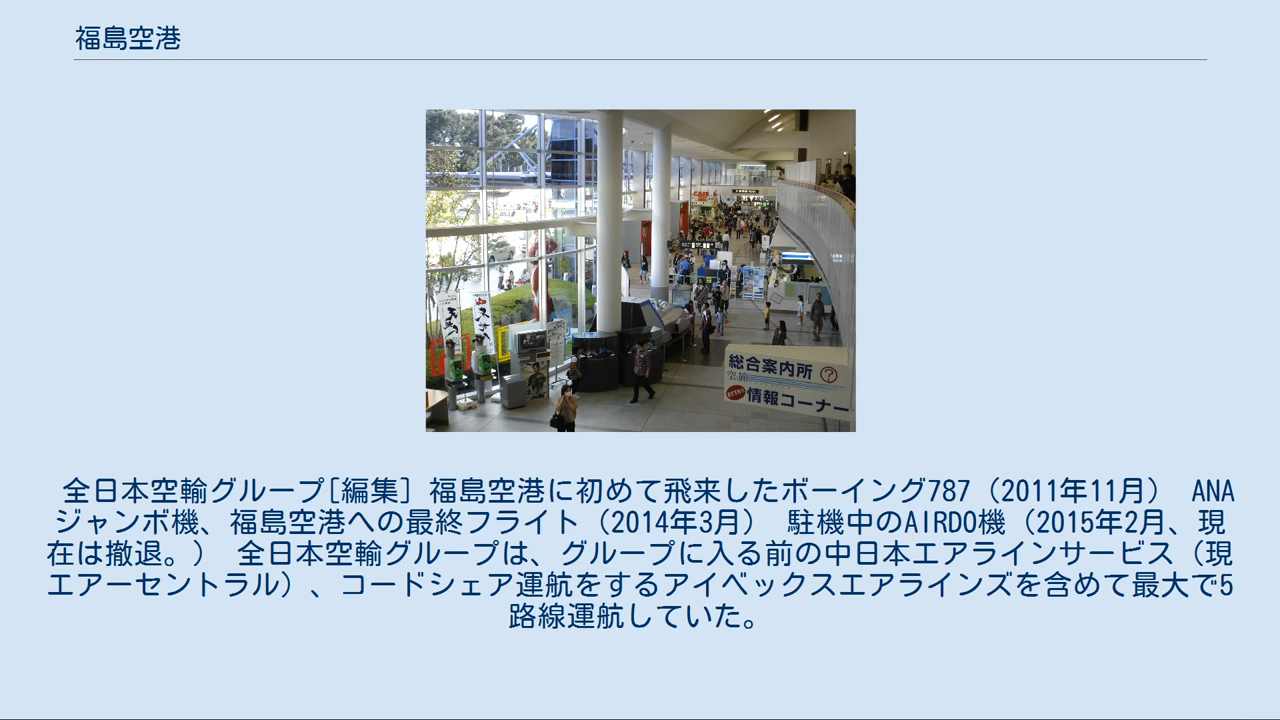 福島空港
CAFE
総合案内所 ?
空旅
情報コーナー
全日本空輸グループ[編集] 福島空港に初めて飛来したボーイング787（2011年11月） ANA
ジャンボ機、福島空港への最終フライト（2014年3月） 駐機中のAIRDO機（2015年2月、現
在は撤退。） 全日本空輸グループは、グループに入る前の中日本エアラインサービス（現
エアーセントラル）、コードシェア運航をするアイベックスエアラインズを含めて最大で5
路線運航していた。